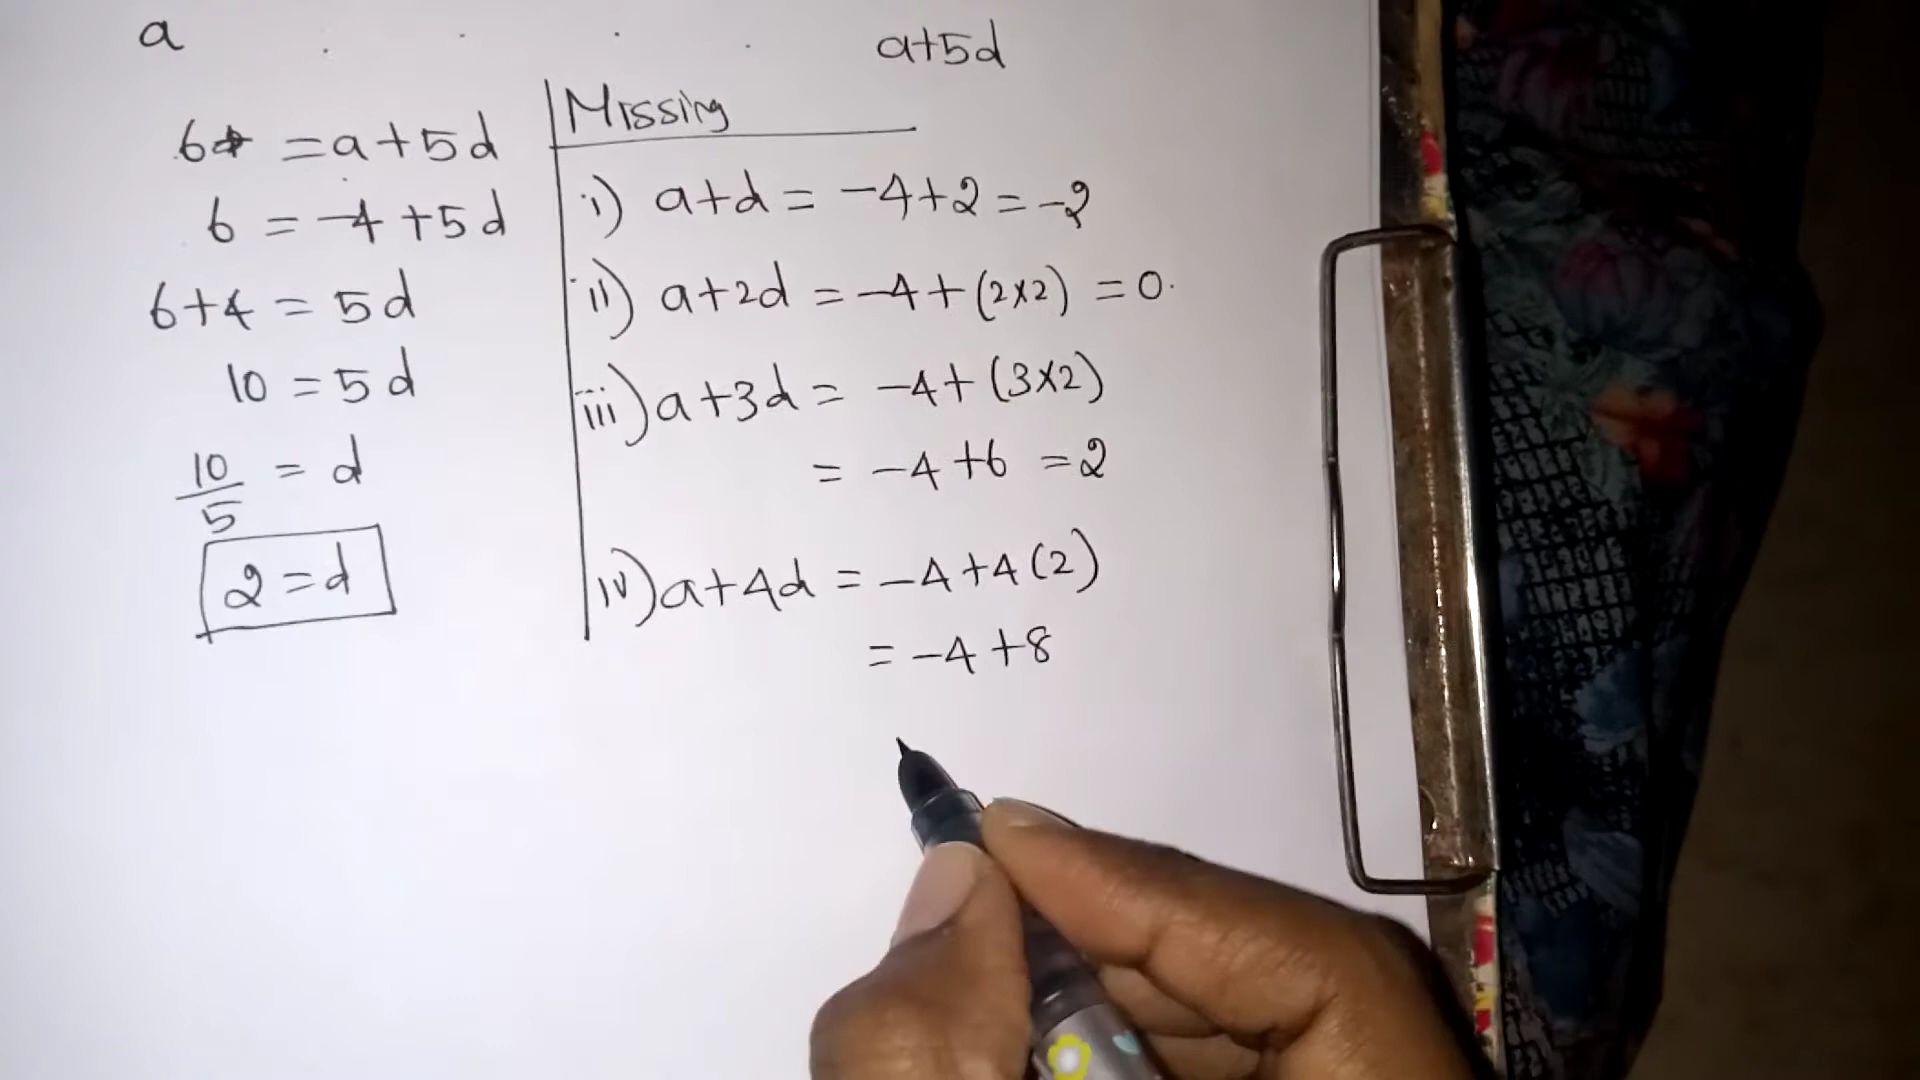 a . . . . a+5d
6 = a+5d
6 = -4+5d
6+4 = 5d
10 = 5d
10/5 = d
2=d
Missing
i) a+d = -4+2 = -2
ii) a+2d = -4+(2×2) = 0.
iii) a+3d = -4+(3×2)
= -4+6 = 2
iv) a+4d = -4+4(2)
= -4+8